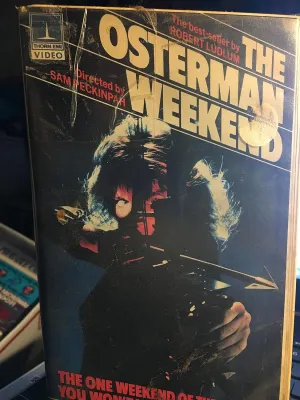 THORN EMI
VIDEO
The best-seller by
ROBERT LUDLUM
THE
OSTERMAN
WEEKEND
Directed by
SAM PECKINPAH
THE ONE WEEKEND OF THE
YOU WON'T